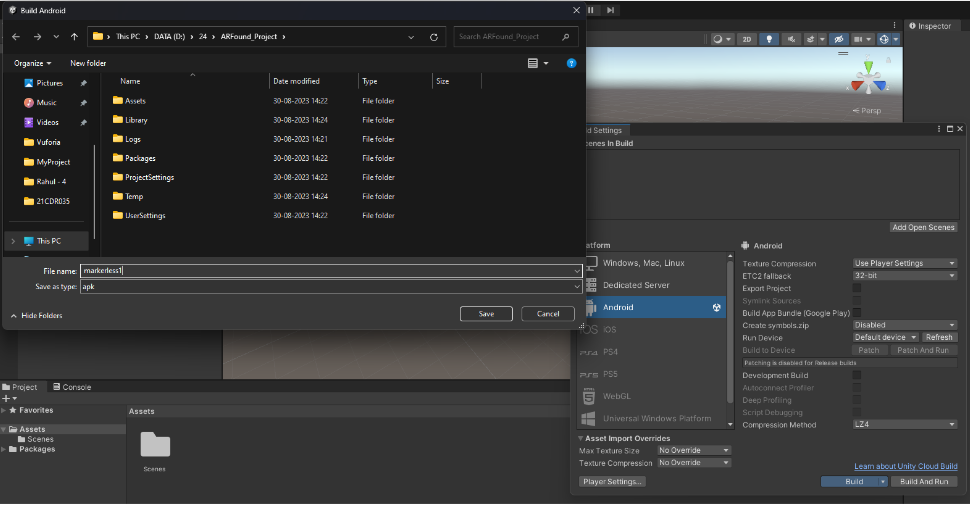 Build Android
This PC > DATA (D:) > 24 > ARFound_Project >
Search ARFound_Project
Organize
New folder
Pictures
Music
Videos
Vuforia
MyProject
Rahul - 4
21CDR035
This PC
Name Date modified Type Size
Assets 30-08-2023 14:22 File folder
Library 30-08-2023 14:24 File folder
Logs 30-08-2023 14:21 File folder
Packages 30-08-2023 14:22 File folder
ProjectSettings 30-08-2023 14:22 File folder
Temp 30-08-2023 14:24 File folder
UserSettings 30-08-2023 14:22 File folder
File name: markerless1
Save as type: apk
Hide Folders
Save
Cancel
Inspector
2D
Persp
d Settings
enes In Build
Add Open Scenes
atform
Windows, Mac, Linux
Dedicated Server
Android
iOS iOS
PS4 PS4
PS5 PS5
WebGL
Universal Windows Platform
Android
Texture Compression Use Player Settings
ETC2 fallback 32-bit
Export Project
Symlink Sources
Build App Bundle (Google Play)
Create symbols.zip Disabled
Run Device Default device Refresh
Build to Device Patch Patch And Run
Patching is disabled for Release builds
Development Build
Autoconnect Profiler
Deep Profiling
Script Debugging
Compression Method LZ4
Asset Import Overrides
Max Texture Size No Override
Texture Compression No Override
Learn about Unity Cloud Build
Player Settings...
Build
Build And Run
Project
Console
Favorites
Assets
Scenes
Packages
Assets
Scenes